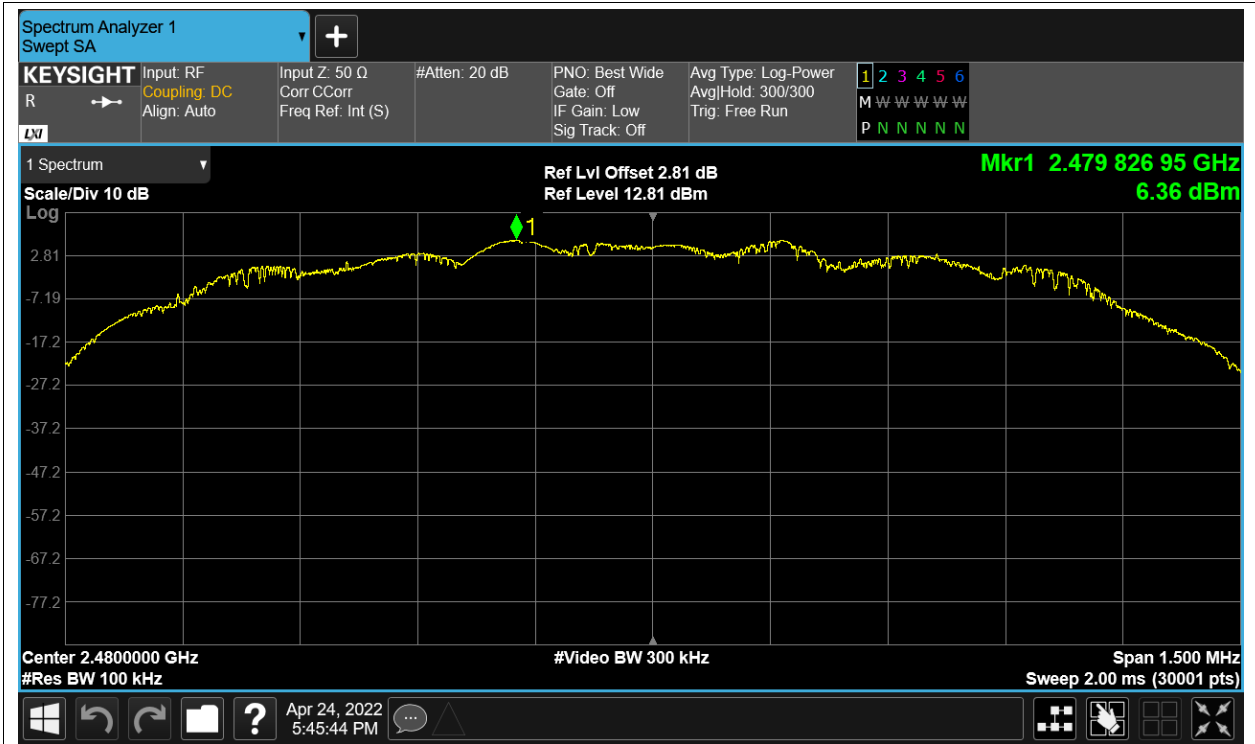 Spectrum Analyzer 1
Swept SA
KEYSIGHT
R
LXI
Input: RF
Coupling: DC
Align: Auto
Input Z: 50 Ω
Corr CCorr
Freq Ref: Int (S)
#Atten: 20 dB
PNO: Best Wide
Gate: Off
IF Gain: Low
Sig Track: Off
Avg Type: Log-Power
Avg|Hold: 300/300
Trig: Free Run
1 2 3 4 5 6
M W W W W W
P N N N N N
1 Spectrum
Scale/Div 10 dB
Log
Ref Lvl Offset 2.81 dB
Ref Level 12.81 dBm
Mkr1 2.479 826 95 GHz
6.36 dBm
1
2.81
-7.19
-17.2
-27.2
-37.2
-47.2
-57.2
-67.2
-77.2
Center 2.4800000 GHz
#Res BW 100 kHz
#Video BW 300 kHz
Span 1.500 MHz
Sweep 2.00 ms (30001 pts)
?
Apr 24, 2022
5:45:44 PM